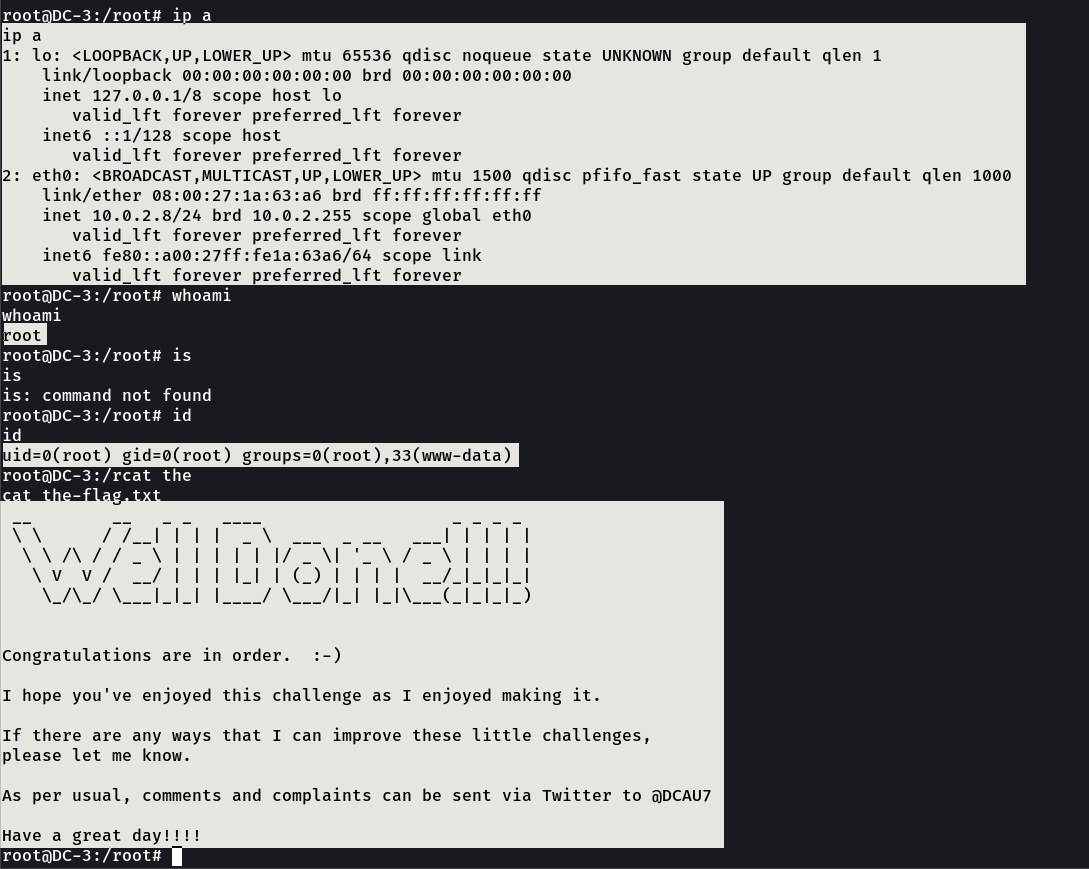 root@DC-3:/root# ip a
ip a
1: lo: <LOOPBACK,UP,LOWER_UP> mtu 65536 qdisc noqueue state UNKNOWN group default qlen 1
    link/loopback 00:00:00:00:00:00 brd 00:00:00:00:00:00
    inet 127.0.0.1/8 scope host lo
       valid_lft forever preferred_lft forever
    inet6 ::1/128 scope host
       valid_lft forever preferred_lft forever
2: eth0: <BROADCAST,MULTICAST,UP,LOWER_UP> mtu 1500 qdisc pfifo_fast state UP group default qlen 1000
    link/ether 08:00:27:1a:63:a6 brd ff:ff:ff:ff:ff:ff
    inet 10.0.2.8/24 brd 10.0.2.255 scope global eth0
       valid_lft forever preferred_lft forever
    inet6 fe80::a00:27ff:fe1a:63a6/64 scope link
       valid_lft forever preferred_lft forever
root@DC-3:/root# whoami
whoami
root
root@DC-3:/root# is
is
is: command not found
root@DC-3:/root# id
id
uid=0(root) gid=0(root) groups=0(root),33(www-data)
root@DC-3:/rcat the
cat the-flag.txt
 __        __   _ _   ____                   _ _ _ _
 \ \      / /__| | | |  _ \  ___  _ __   ___| | | | |
  \ \ /\ / / _ \ | | | | | |/ _ \| '_ \ / _ \ | | | |
   \ V  V /  __/ | | | |_| | (_) | | | |  __/_|_|_|_|
    \_/\_/ \___|_|_| |____/ \___/|_| |_|\___(_|_|_|_)
Congratulations are in order.  :-)
I hope you've enjoyed this challenge as I enjoyed making it.
If there are any ways that I can improve these little challenges,
please let me know.
As per usual, comments and complaints can be sent via Twitter to @DCAU7
Have a great day!!!!
root@DC-3:/root#